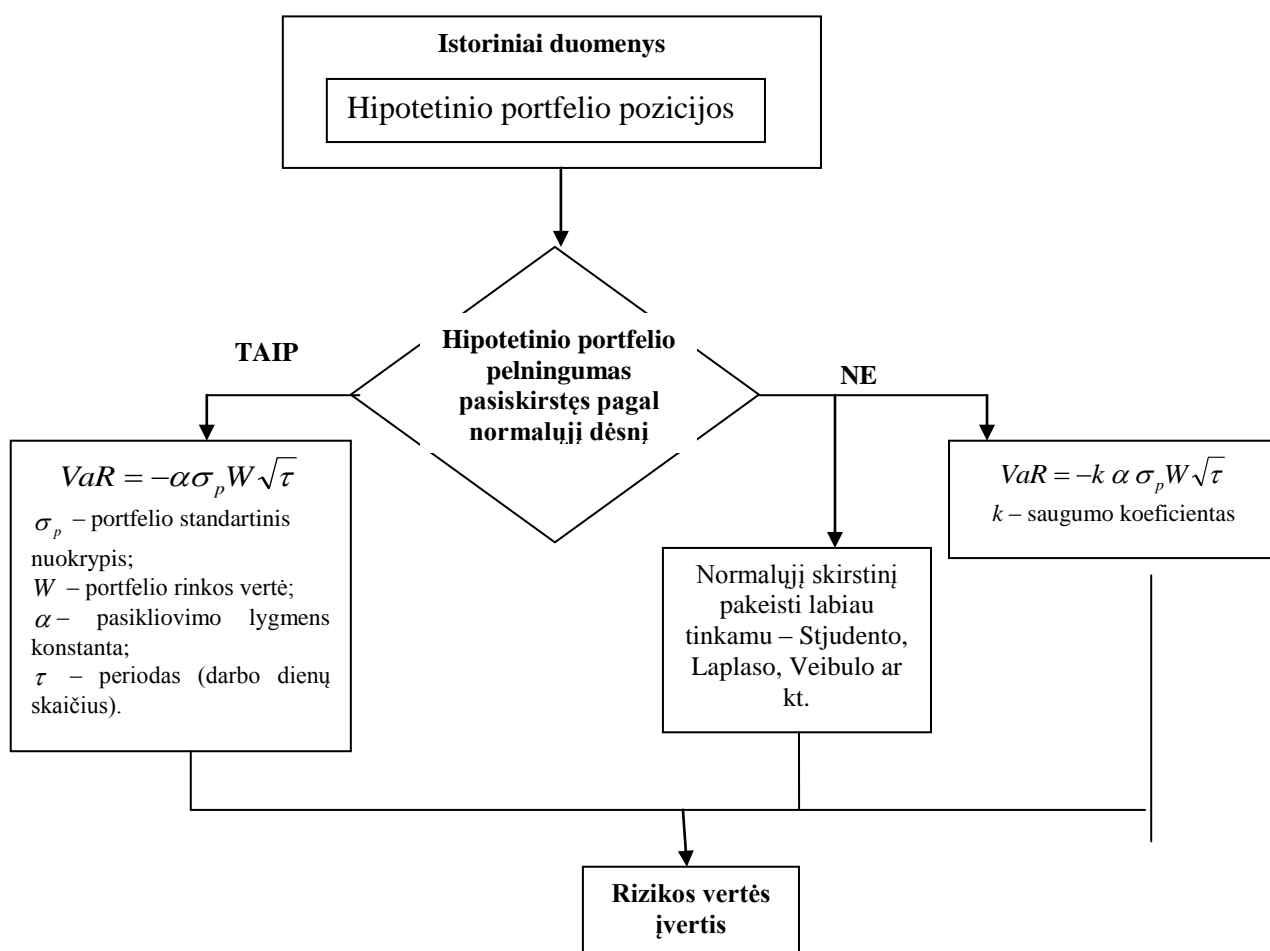 Istoriniai duomenys
Hipotetinio portfelio pozicijos
Hipotetinio portfelio
pelningumas
pasiskirstęs pagal
normalųjį dėsnį
TAIP
NE
VaR = −ασ_p W√τ
σ_p – portfelio standartinis
nuokrypis;
W – portfelio rinkos vertė;
α – pasikliovimo lygmens
konstanta;
τ – periodas (darbo dienų
skaičius).
Normalųjį skirstinį
pakeisti labiau
tinkamu – Stjudento,
Laplaso, Veibulo ar
kt.
VaR = −k α σ_p W√τ
k – saugumo koeficientas
Rizikos vertės
įvertis